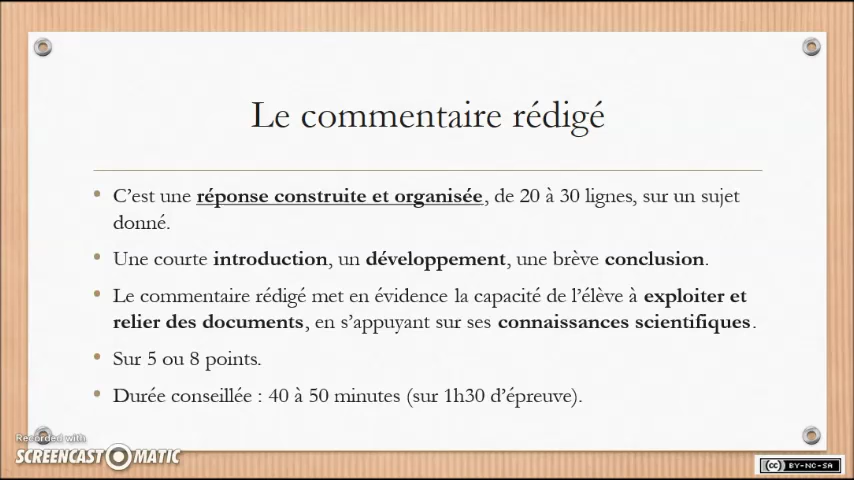 Le commentaire rédigé
C’est une réponse construite et organisée, de 20 à 30 lignes, sur un sujet
donné.
Une courte introduction, un développement, une brève conclusion.
Le commentaire rédigé met en évidence la capacité de l’élève à exploiter et
relier des documents, en s’appuyant sur ses connaissances scientifiques.
Sur 5 ou 8 points.
Durée conseillée : 40 à 50 minutes (sur 1h30 d’épreuve).
Recorded with
SCREENCAST MATIC
cc BY-NC-SA